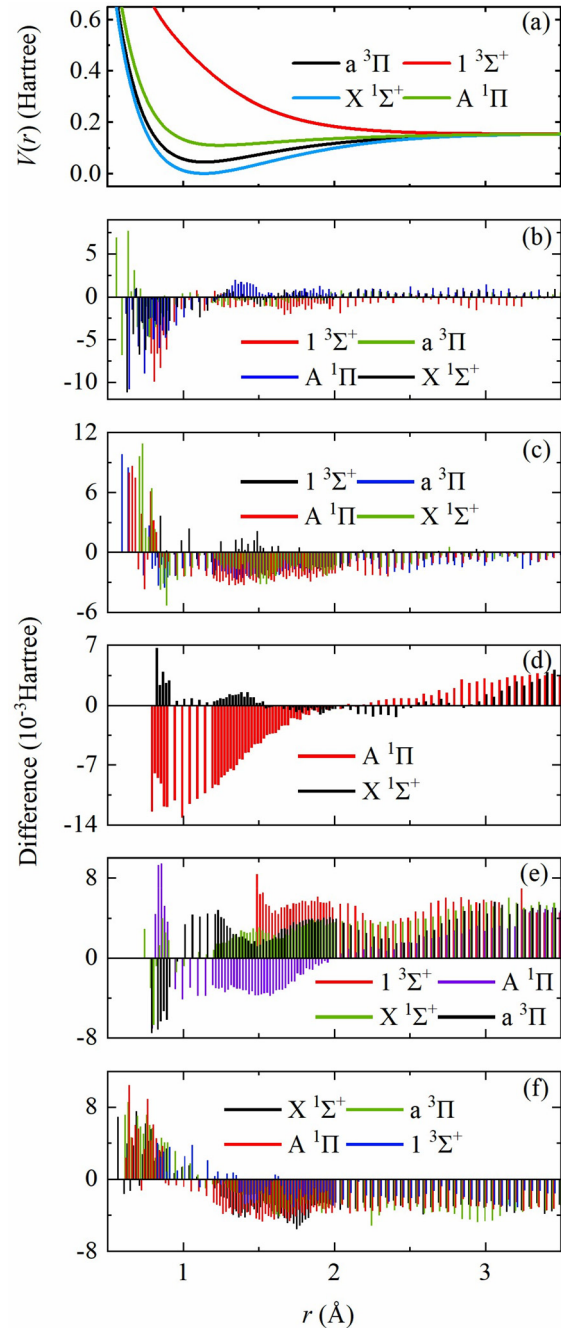 (a)
0.6
0.4
0.2
0.0
V(r) (Hartree)
a ³Π 1 ³Σ⁺
X ¹Σ⁺ A ¹Π
(b)
5
0
-5
-10
1 ³Σ⁺ a ³Π
A ¹Π X ¹Σ⁺
(c)
12
6
0
-6
1 ³Σ⁺ a ³Π
A ¹Π X ¹Σ⁺
Difference (10⁻³Hartree)
(d)
7
0
-7
-14
A ¹Π
X ¹Σ⁺
(e)
8
0
-8
1 ³Σ⁺ A ¹Π
X ¹Σ⁺ a ³Π
(f)
8
0
-8
X ¹Σ⁺ a ³Π
A ¹Π 1 ³Σ⁺
1 2 3
r (Å)